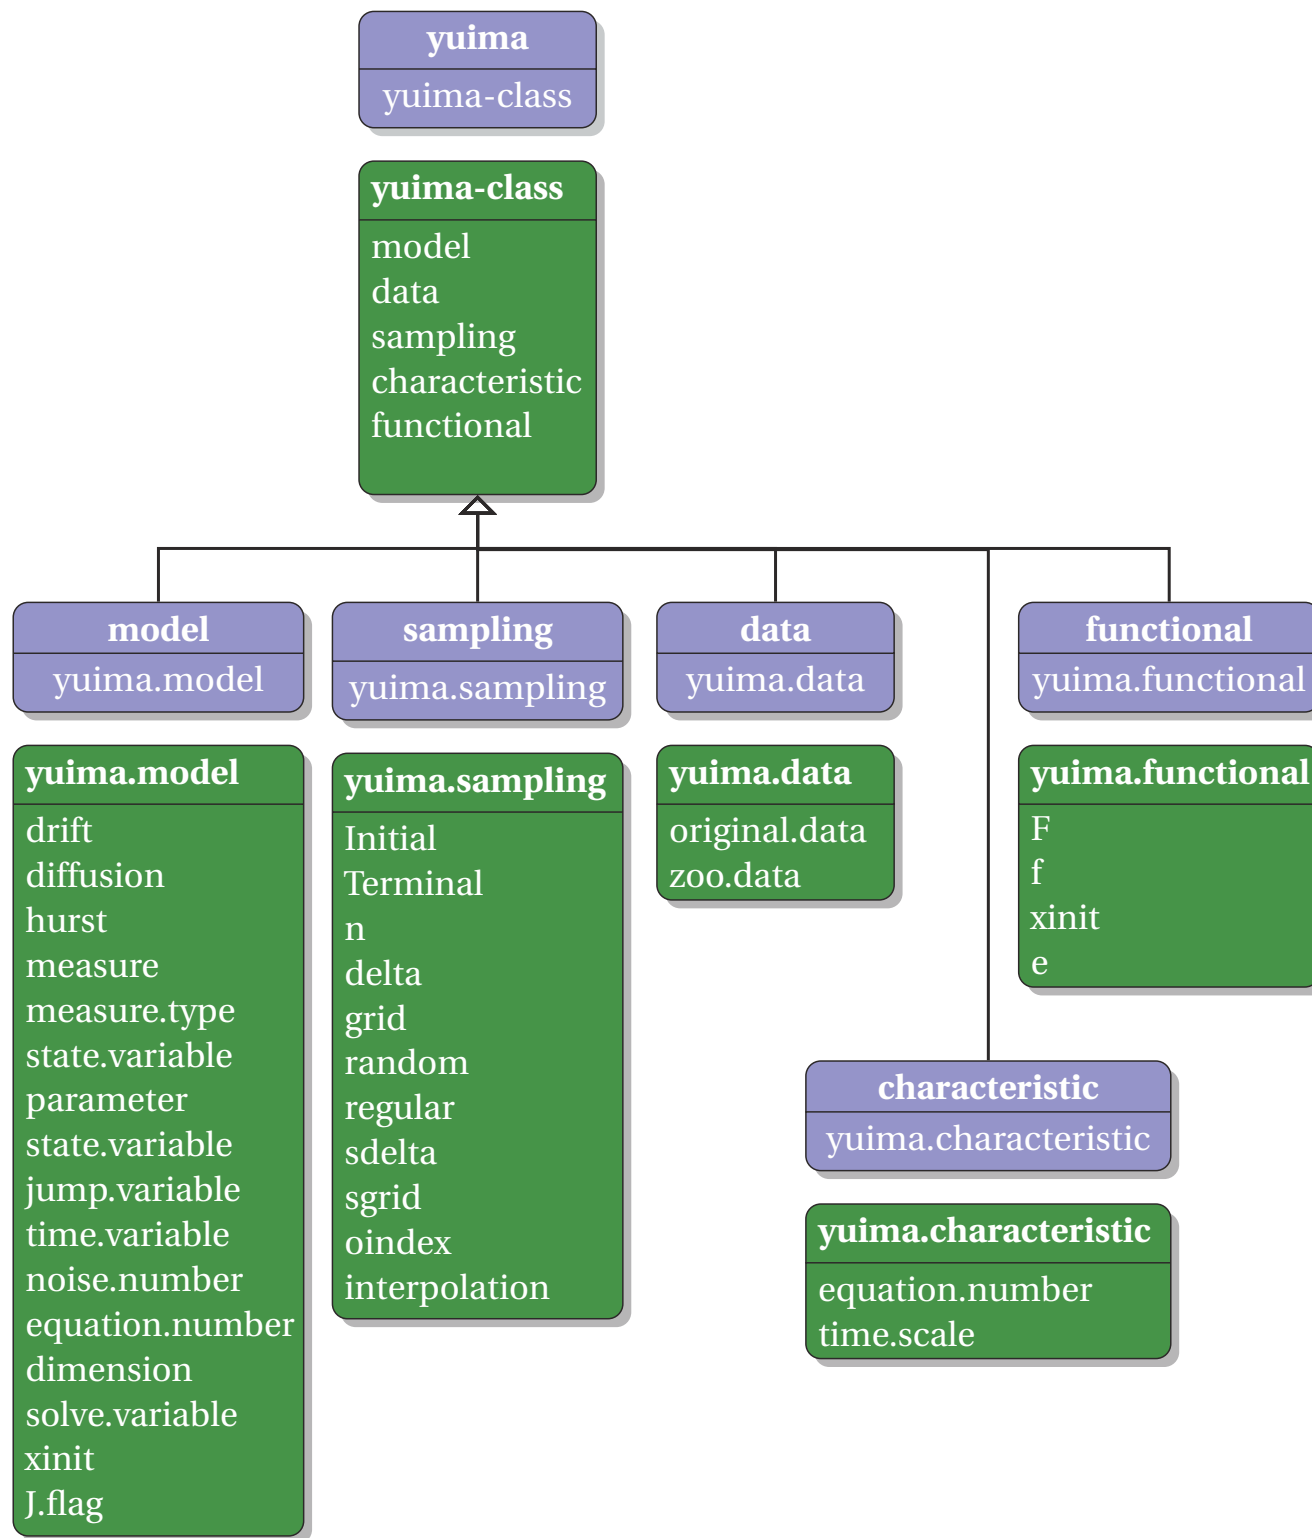 yuima
yuima-class
yuima-class
model
data
sampling
characteristic
functional
model
yuima.model
yuima.model
drift
diffusion
hurst
measure
measure.type
state.variable
parameter
state.variable
jump.variable
time.variable
noise.number
equation.number
dimension
solve.variable
xinit
J.flag
sampling
yuima.sampling
yuima.sampling
Initial
Terminal
n
delta
grid
random
regular
sdelta
sgrid
oindex
interpolation
data
yuima.data
yuima.data
original.data
zoo.data
functional
yuima.functional
yuima.functional
F
f
xinit
e
characteristic
yuima.characteristic
yuima.characteristic
equation.number
time.scale